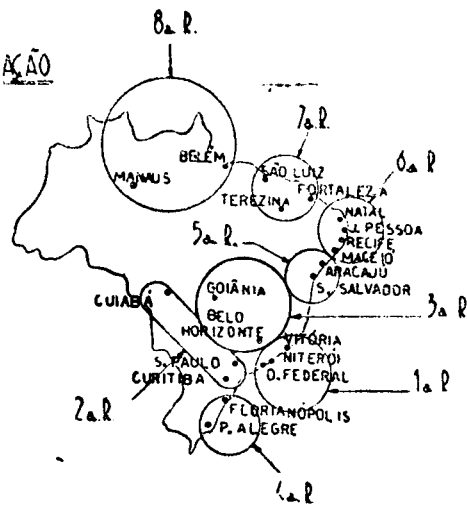 8a R.
AÇÃO
7a R.
BELÉM
SÃO LUIZ
6a R
MANAUS
FORTALEZA
TEREZINA
NATAL
J. PESSOA
5a R.
RECIFE
MACEIÓ
ARACAJU
GOIÂNIA
S. SALVADOR
CUIABÁ
3a R
BELO
HORIZONTE
VITÓRIA
S. PAULO
NITERÓI
CURITIBA
D. FEDERAL
1a R
2a R
FLORIANÓPOLIS
P. ALEGRE
4a R